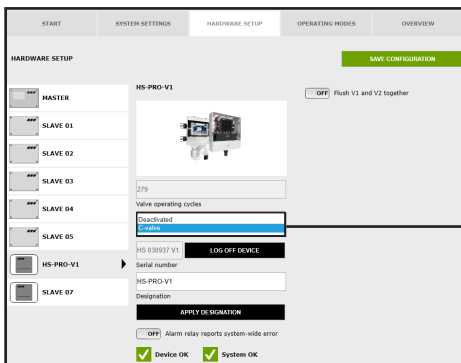 START SYSTEM SETTINGS HARDWARE SETUP OPERATING MODES OVERVIEW
HARDWARE SETUP SAVE CONFIGURATION
MASTER
SLAVE 01
SLAVE 02
SLAVE 03
SLAVE 04
SLAVE 05
HS-PRO-V1
SLAVE 07
HS-PRO-V1
279
Valve operating cycles
Deactivated
C-valve
HS 030937 V1 LOG OFF DEVICE
Serial number
HS-PRO-V1
Designation
APPLY DESIGNATION
OFF Alarm relay reports system-wide error
Device OK System OK
OFF Flush V1 and V2 together